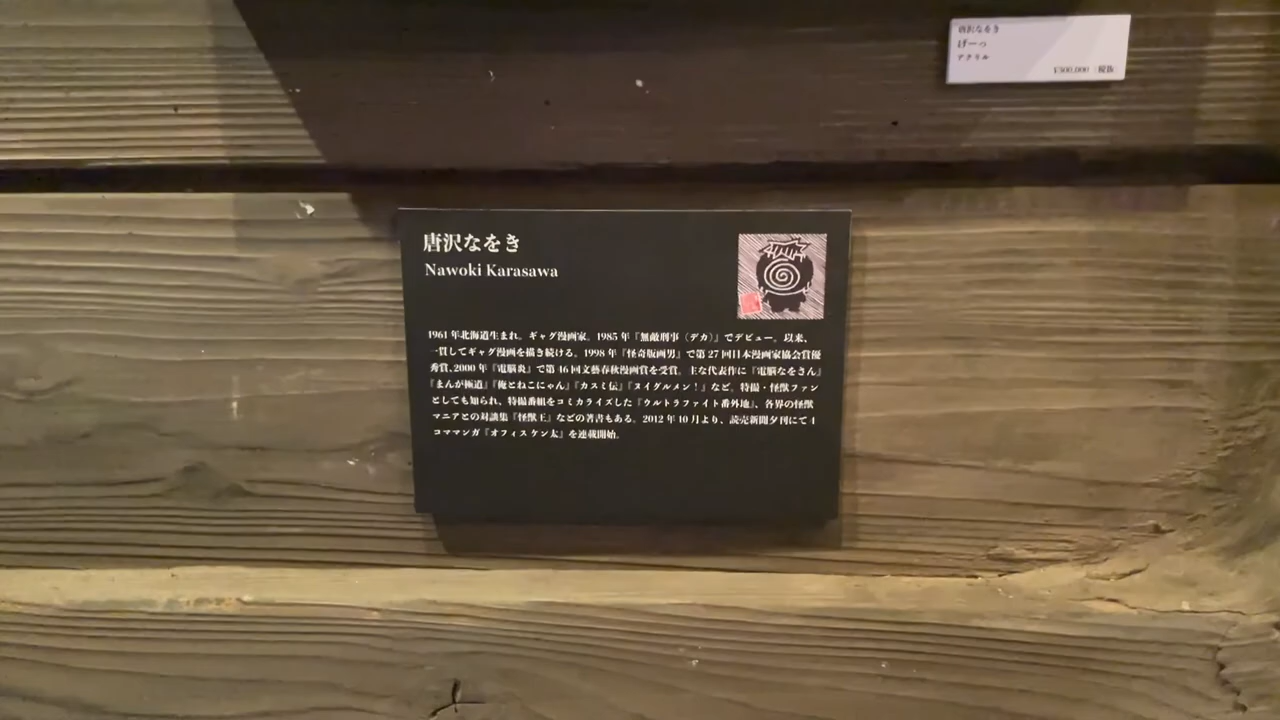 唐沢なをき
げーっ
アクリル
¥300,000（税抜）
唐沢なをき
Nawoki Karasawa
1961年北海道生まれ。ギャグ漫画家。1985年『無敵刑事（デカ）』でデビュー。以来、
一貫してギャグ漫画を描き続ける。1998年『怪奇版画男』で第27回日本漫画家協会賞優
秀賞、2000年『電脳炎』で第46回文藝春秋漫画賞を受賞。主な代表作に『電脳なをさん』
『まんが極道』『俺とねこにゃん』『カスミ伝』『ヌイグルメン！』など。特撮・怪獣ファン
としても知られ、特撮番組をコミカライズした『ウルトラファイト番外地』、各界の怪獣
マニアとの対談集『怪獣王』などの著書もある。2012年10月より、読売新聞夕刊にて4
コママンガ『オフィスケン太』を連載開始。